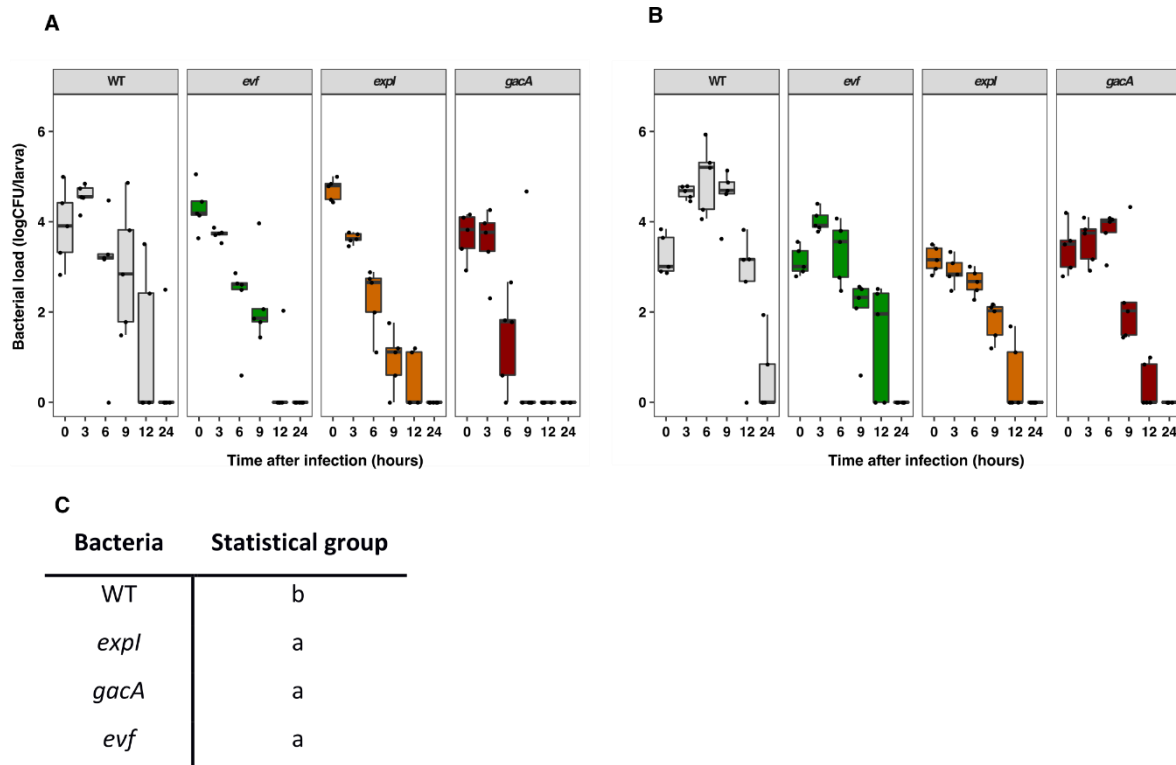 A
WT evf expI gacA
Bacterial load (logCFU/larva)
6
4
2
0
0 3 6 9 12 24 0 3 6 9 12 24 0 3 6 9 12 24 0 3 6 9 12 24
Time after infection (hours)
B
WT evf expI gacA
6
4
2
0
0 3 6 9 12 24 0 3 6 9 12 24 0 3 6 9 12 24 0 3 6 9 12 24
Time after infection (hours)
C
Bacteria Statistical group
WT b
expI a
gacA a
evf a